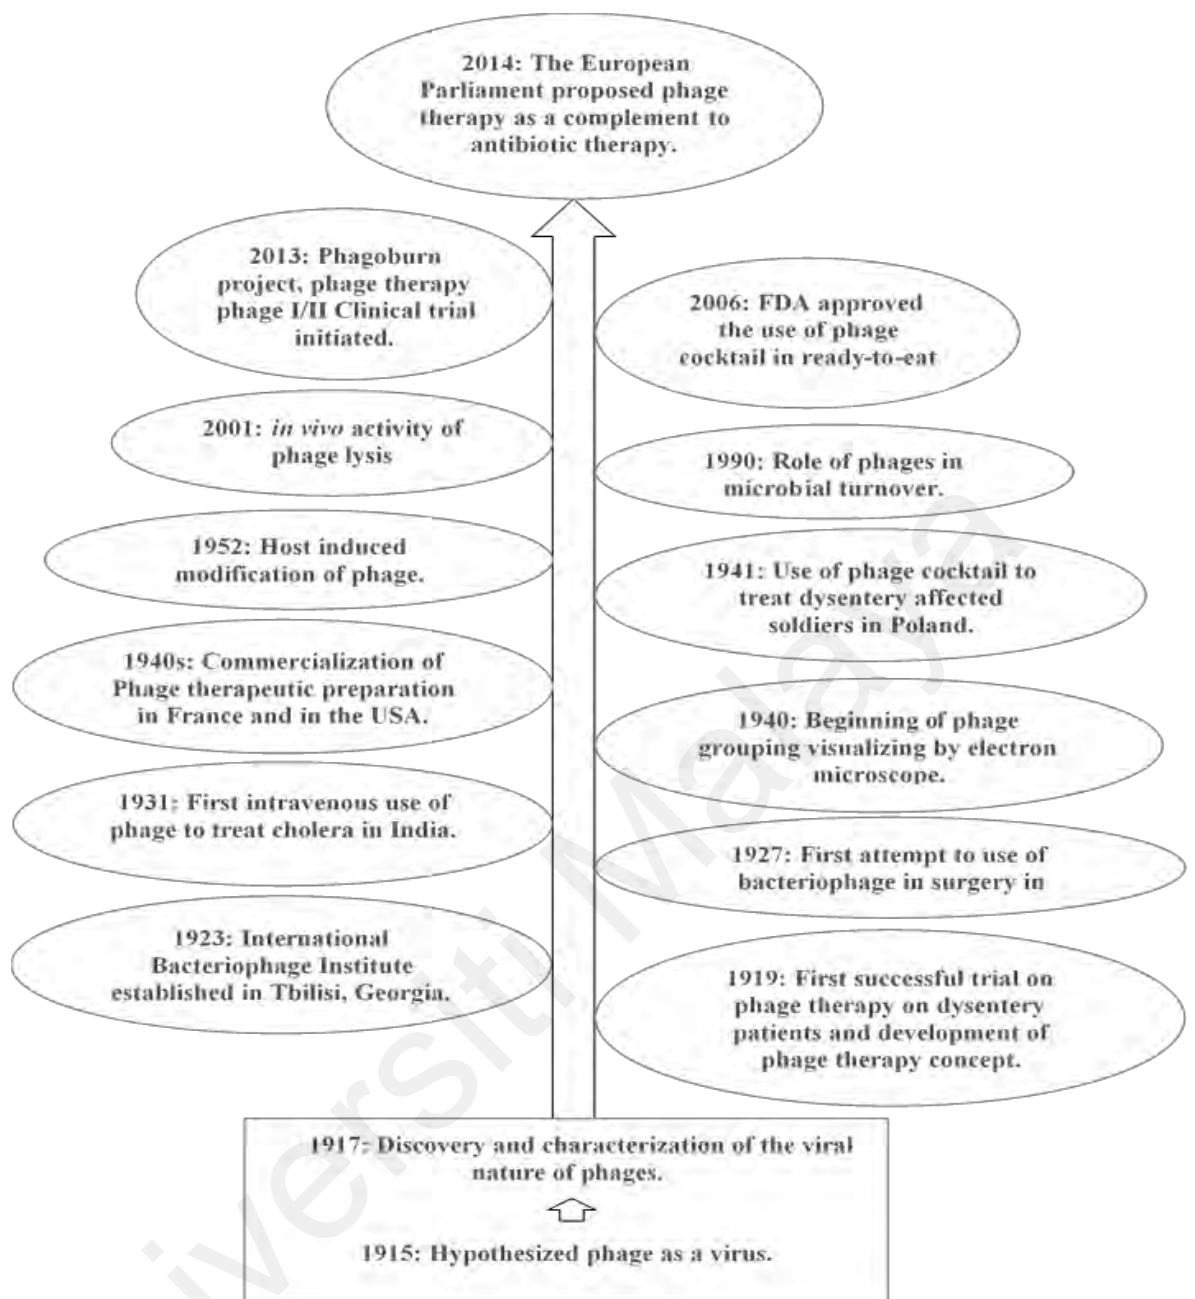 2014: The European
Parliament proposed phage
therapy as a complement to
antibiotic therapy.
2013: Phagoburn
project, phage therapy
phage I/II Clinical trial
initiated.
2006: FDA approved
the use of phage
cocktail in ready-to-eat
2001: in vivo activity of
phage lysis
1990: Role of phages in
microbial turnover.
1952: Host induced
modification of phage.
1941: Use of phage cocktail to
treat dysentery affected
soldiers in Poland.
1940s: Commercialization of
Phage therapeutic preparation
in France and in the USA.
1940: Beginning of phage
grouping visualizing by electron
microscope.
1931: First intravenous use of
phage to treat cholera in India.
1927: First attempt to use of
bacteriophage in surgery in
1923: International
Bacteriophage Institute
established in Tbilisi, Georgia.
1919: First successful trial on
phage therapy on dysentery
patients and development of
phage therapy concept.
1917: Discovery and characterization of the viral
nature of phages.
1915: Hypothesized phage as a virus.
iversiti Malaya